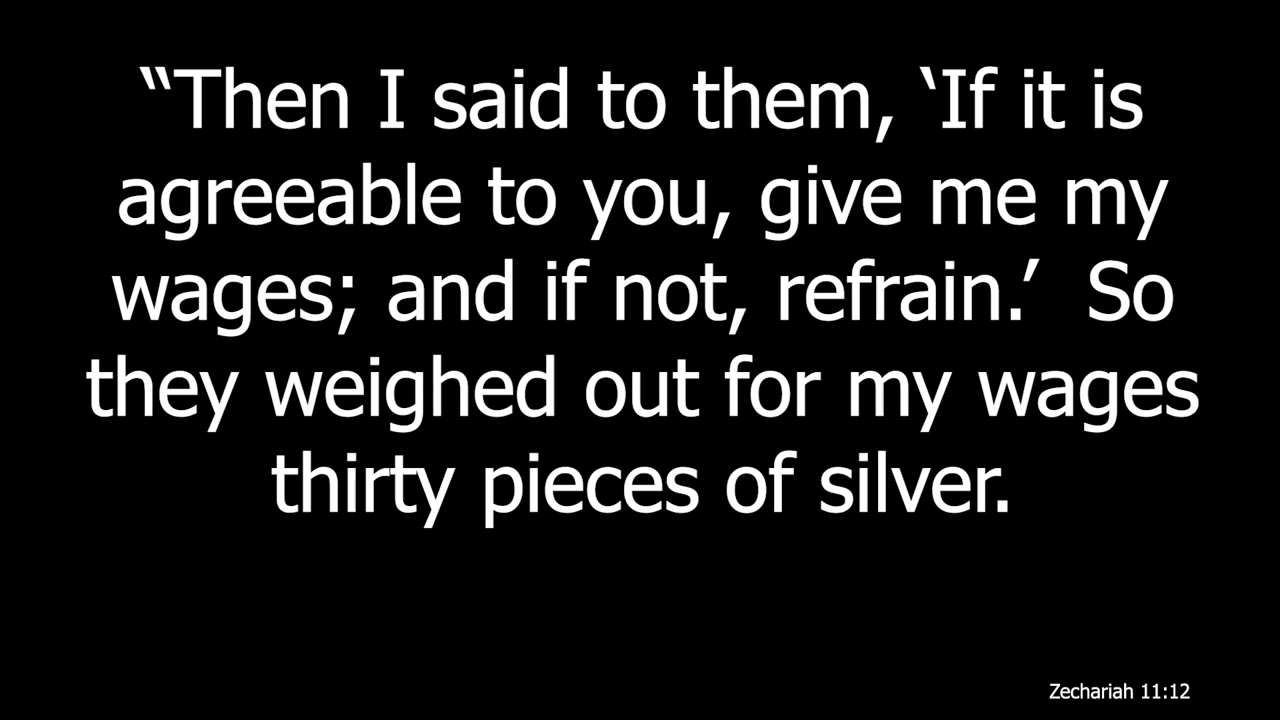 “Then I said to them, ‘If it is
agreeable to you, give me my
wages; and if not, refrain.’  So
they weighed out for my wages
thirty pieces of silver.
Zechariah 11:12